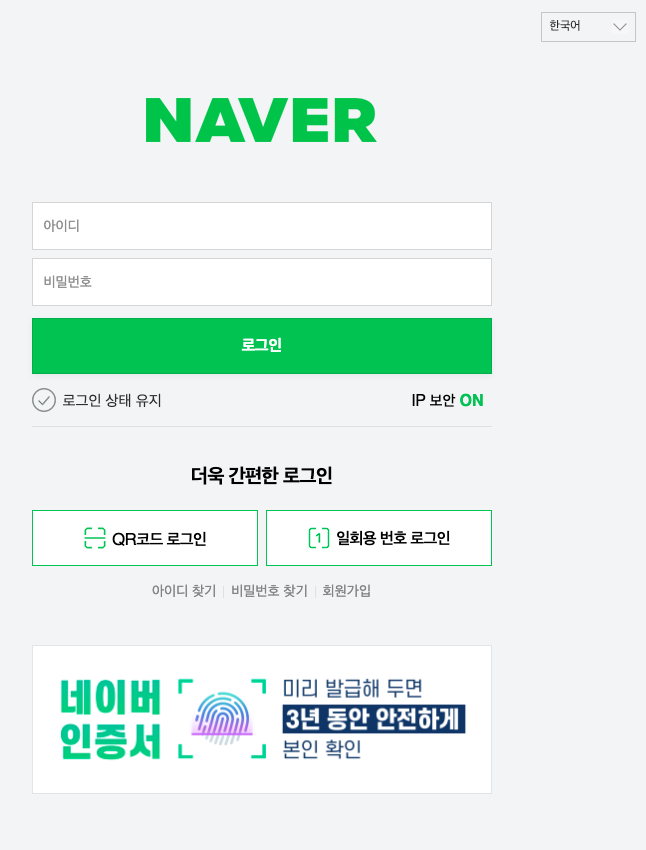 한국어
NAVER
아이디
비밀번호
로그인
로그인 상태 유지 IP 보안 ON
더욱 간편한 로그인
QR코드 로그인 1 일회용 번호 로그인
아이디 찾기 비밀번호 찾기 회원가입
네이버
인증서
미리 발급해 두면
3년 동안 안전하게
본인 확인